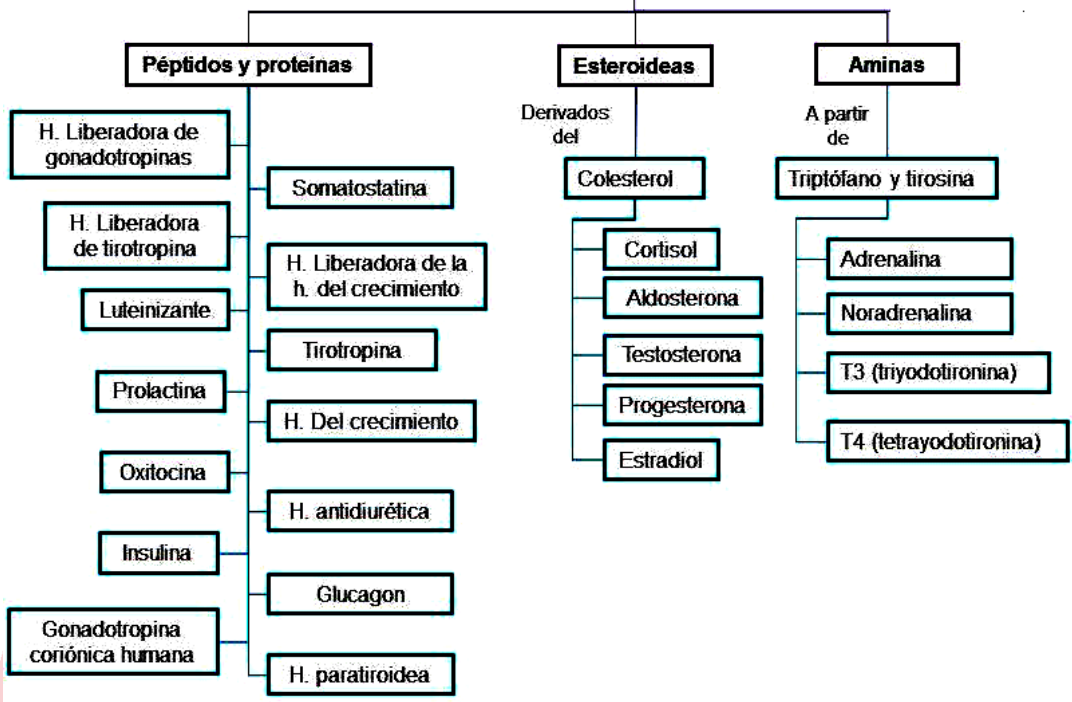 Péptidos y proteínas
H. Liberadora de
gonadotropinas
Somatostatina
H. Liberadora
de tirotropina
H. Liberadora de la
h. del crecimiento
Luteinizante
Tirotropina
Prolactina
H. Del crecimiento
Oxitocina
H. antidiurética
Insulina
Glucagon
Gonadotropina
coriónica humana
H. paratiroidea
Esteroideas
Derivados
del
Colesterol
Cortisol
Aldosterona
Testosterona
Progesterona
Estradiol
Aminas
A partir
de
Triptófano y tirosina
Adrenalina
Noradrenalina
T3 (triyodotironina)
T4 (tetrayodotironina)